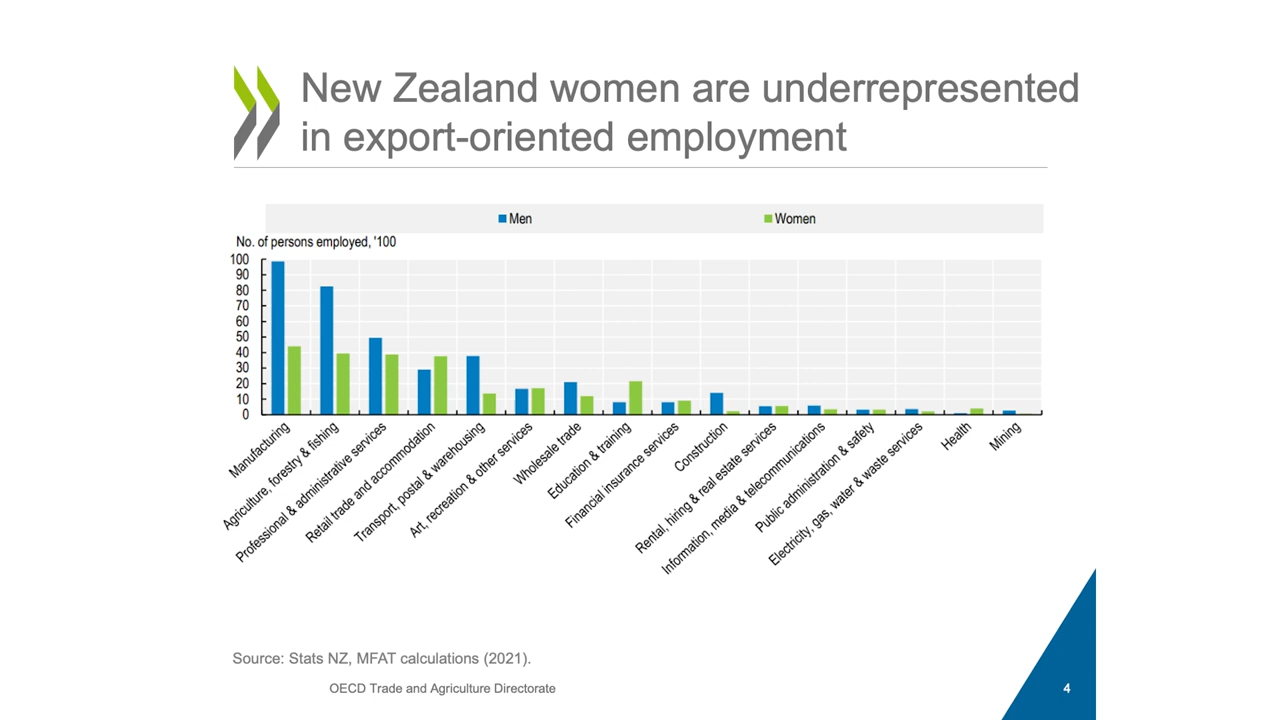 New Zealand women are underrepresented
in export-oriented employment
Men
Women
No. of persons employed, '100
100
90
80
70
60
50
40
30
20
10
0
Manufacturing
Agriculture, forestry & fishing
Professional & administrative services
Retail trade and accommodation
Transport, postal & warehousing
Art, recreation & other services
Wholesale trade
Education & training
Financial insurance services
Construction
Rental, hiring & real estate services
Information, media & telecommunications
Public administration & safety
Electricity, gas, water & waste services
Health
Mining
Source: Stats NZ, MFAT calculations (2021).
OECD Trade and Agriculture Directorate
4